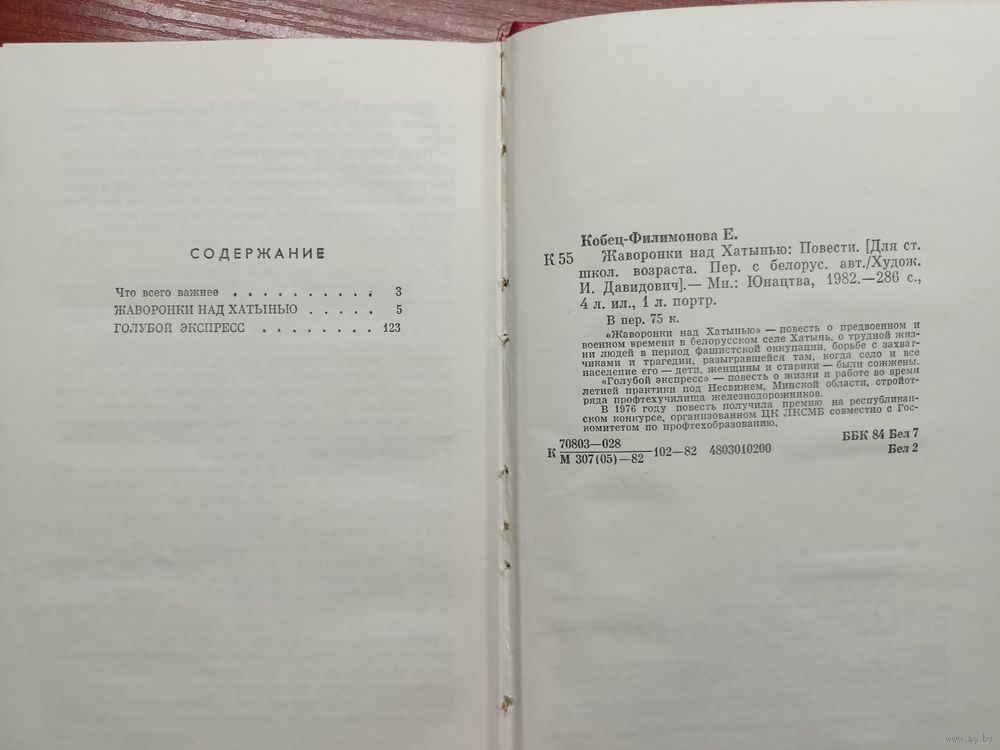 СОДЕРЖАНИЕ
Что всего важнее . . . . . . . . . . 3
ЖАВОРОНКИ НАД ХАТЫНЬЮ . . . . . 5
ГОЛУБОЙ ЭКСПРЕСС . . . . . . . . 123
Кобец-Филимонова Е.
К 55 Жаворонки над Хатынью: Повести. [Для ст.
школ. возраста. Пер. с белорус. авт./Худож.
И. Давидович].— Мн.: Юнацтва, 1982.—286 с.,
4 л. ил., 1 л. портр.
В пер. 75 к.
«Жаворонки над Хатынью» — повесть о предвоенном и
военном времени в белорусском селе Хатынь, о трудной жиз-
ни людей в период фашистской оккупации, борьбе с захват-
чиками и трагедии, разыгравшейся там, когда село и все
население его — дети, женщины и старики — были сожжены.
«Голубой экспресс» — повесть о жизни и работе во время
летней практики под Несвижем, Минской области, стройот-
ряда профтехучилища железнодорожников.
В 1976 году повесть получила премию на республикан-
ском конкурсе, организованном ЦК ЛКСМБ совместно с Гос-
комитетом по профтехобразованию.
К 70803—028
М 307(05)—82 —102—82 4803010200
ББК 84 Бел 7
Бел 2
www.ay.by